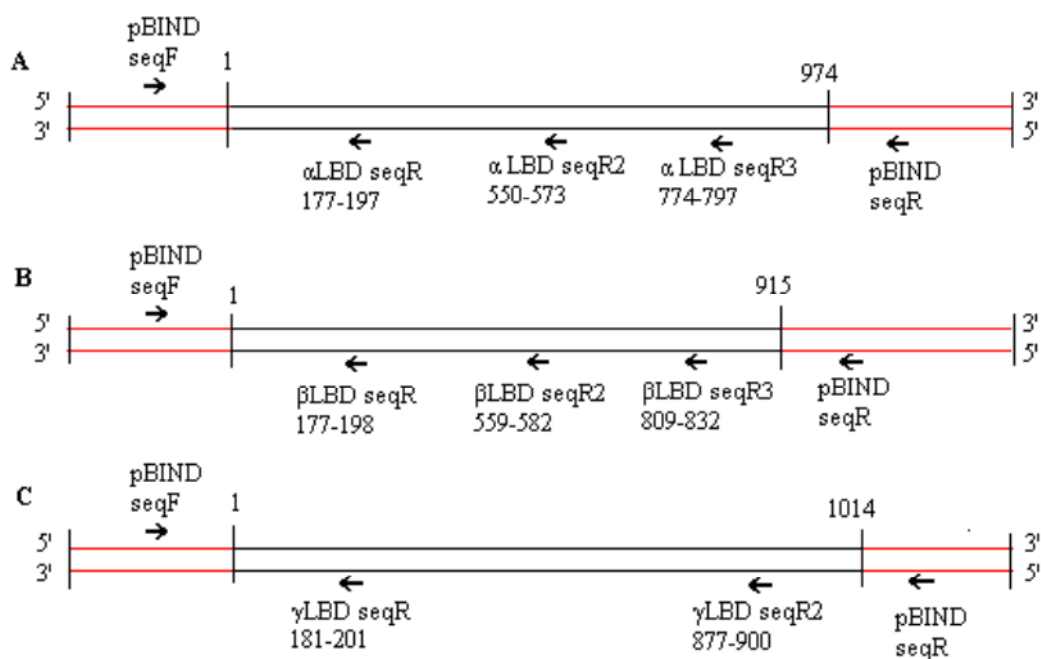 pBIND
seqF
A
1
974
5'
3'
3'
5'
αLBD seqR
177-197
α LBD seqR2
550-573
α LBD seqR3
774-797
pBIND
seqR
pBIND
seqF
B
1
915
5'
3'
3'
5'
βLBD seqR
177-198
βLBD seqR2
559-582
βLBD seqR3
809-832
pBIND
seqR
pBIND
seqF
C
1
1014
5'
3'
3'
5'
γLBD seqR
181-201
γLBD seqR2
877-900
pBIND
seqR